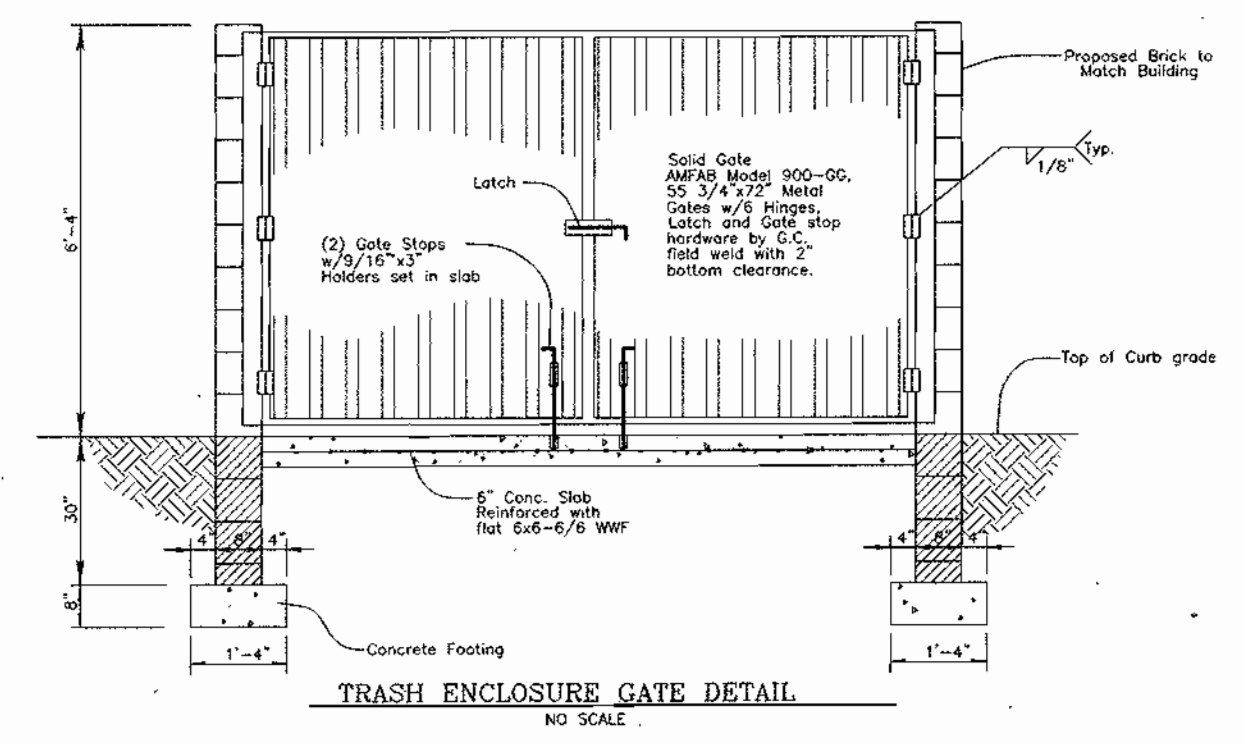 6'-4"
30"
8"
Proposed Brick to
Match Building
Typ.
1/8"
Solid Gate
AMFAB Model 900-GG,
55 3/4"x72" Metal
Gates w/6 Hinges,
Latch and Gate stop
hardware by G.C.
field weld with 2"
bottom clearance.
Latch
(2) Gate Stops
w/9/16"x3"
Holders set in slab
Top of Curb grade
6" Conc. Slab
Reinforced with
flat 6x6-6/6 WWF
4" 8" 4"
4" 8" 4"
Concrete Footing
1'-4"
1'-4"
TRASH ENCLOSURE GATE DETAIL
NO SCALE